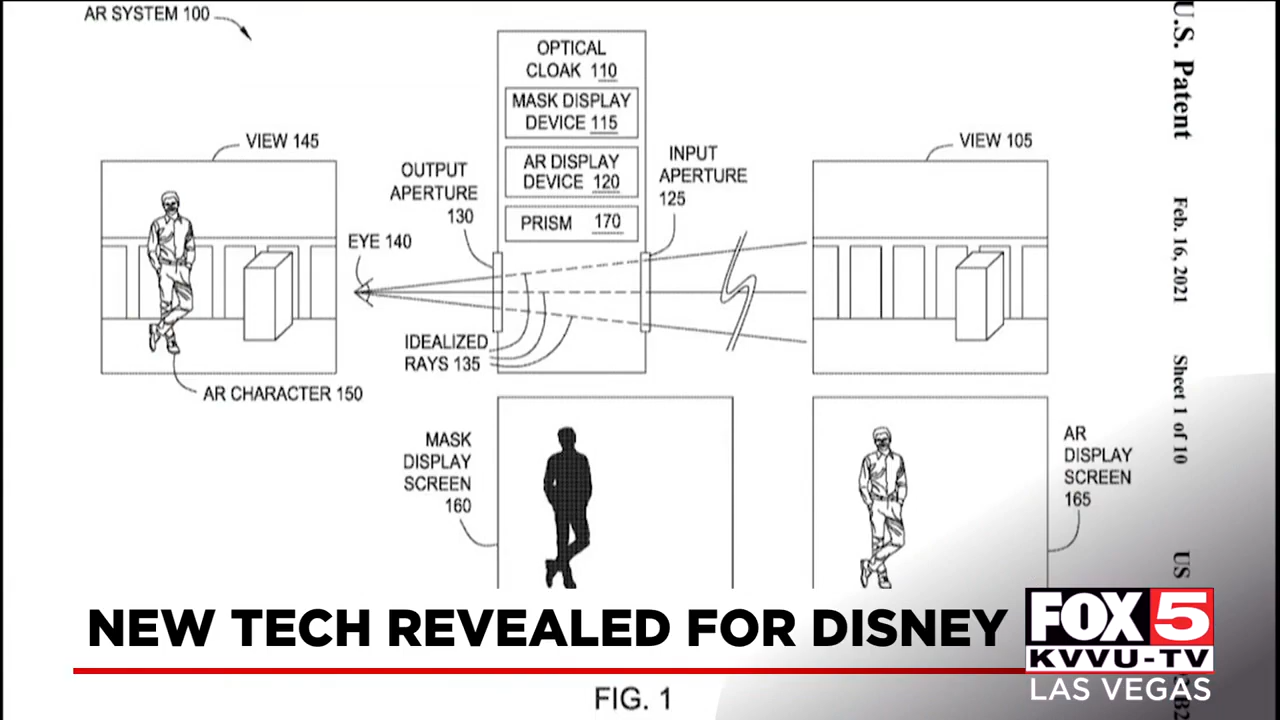 AR SYSTEM 100
OPTICAL
CLOAK 110
MASK DISPLAY
DEVICE 115
AR DISPLAY
DEVICE 120
PRISM 170
VIEW 145
OUTPUT
APERTURE
130
INPUT
APERTURE
125
VIEW 105
EYE 140
IDEALIZED
RAYS 135
AR CHARACTER 150
MASK
DISPLAY
SCREEN
160
AR
DISPLAY
SCREEN
165
U.S. Patent
Feb. 16, 2021
Sheet 1 of 10
US
B2
NEW TECH REVEALED FOR DISNEY
FOX 5
KVVU-TV
LAS VEGAS
FIG. 1